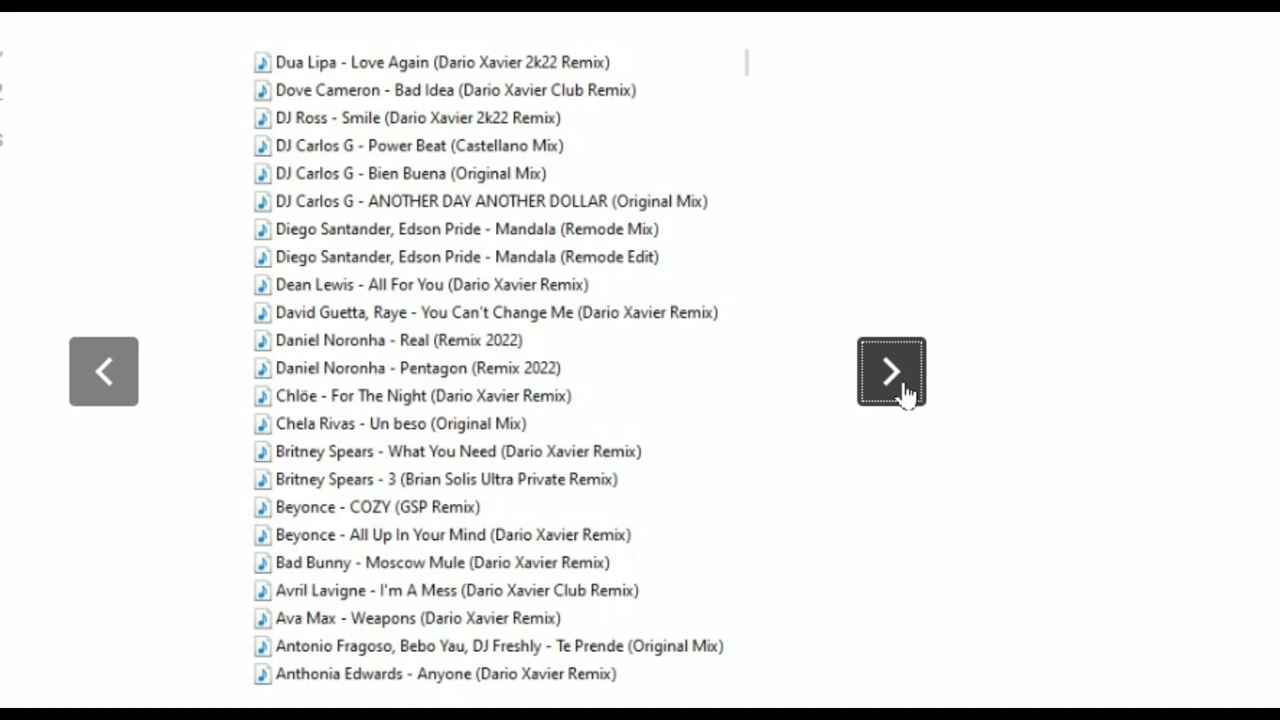 Dua Lipa - Love Again (Dario Xavier 2k22 Remix)
Dove Cameron - Bad Idea (Dario Xavier Club Remix)
DJ Ross - Smile (Dario Xavier 2k22 Remix)
DJ Carlos G - Power Beat (Castellano Mix)
DJ Carlos G - Bien Buena (Original Mix)
DJ Carlos G - ANOTHER DAY ANOTHER DOLLAR (Original Mix)
Diego Santander, Edson Pride - Mandala (Remode Mix)
Diego Santander, Edson Pride - Mandala (Remode Edit)
Dean Lewis - All For You (Dario Xavier Remix)
David Guetta, Raye - You Can't Change Me (Dario Xavier Remix)
Daniel Noronha - Real (Remix 2022)
Daniel Noronha - Pentagon (Remix 2022)
Chlöe - For The Night (Dario Xavier Remix)
Chela Rivas - Un beso (Original Mix)
Britney Spears - What You Need (Dario Xavier Remix)
Britney Spears - 3 (Brian Solis Ultra Private Remix)
Beyonce - COZY (GSP Remix)
Beyonce - All Up In Your Mind (Dario Xavier Remix)
Bad Bunny - Moscow Mule (Dario Xavier Remix)
Avril Lavigne - I'm A Mess (Dario Xavier Club Remix)
Ava Max - Weapons (Dario Xavier Remix)
Antonio Fragoso, Bebo Yau, DJ Freshly - Te Prende (Original Mix)
Anthonia Edwards - Anyone (Dario Xavier Remix)